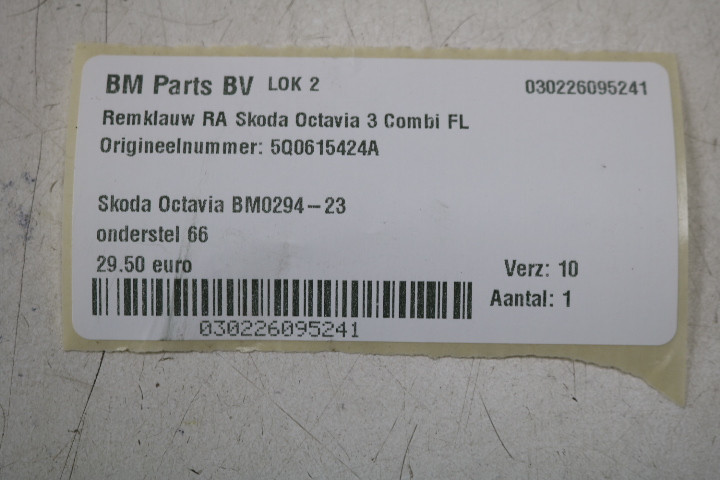 BM Parts BV LOK 2 030226095241
Remklauw RA Skoda Octavia 3 Combi FL
Origineelnummer: 5Q0615424A
Skoda Octavia BM0294-23
onderstel 66
29.50 euro Verz: 10
Aantal: 1
030226095241